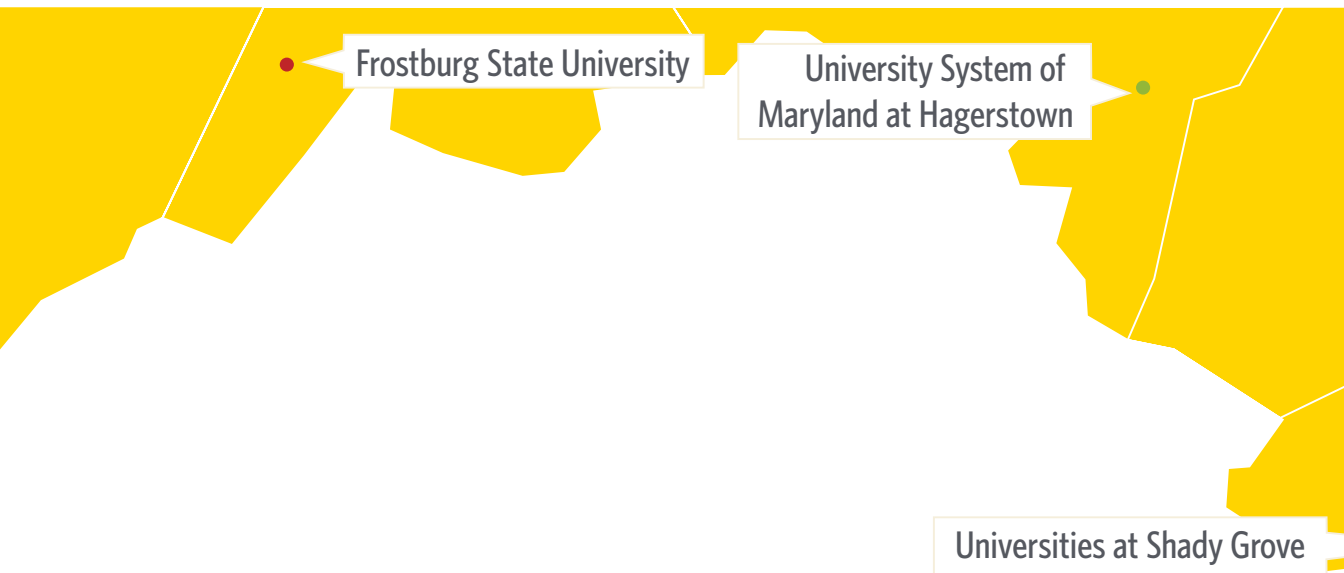 Frostburg State University
University System of
Maryland at Hagerstown
Universities at Shady Grove